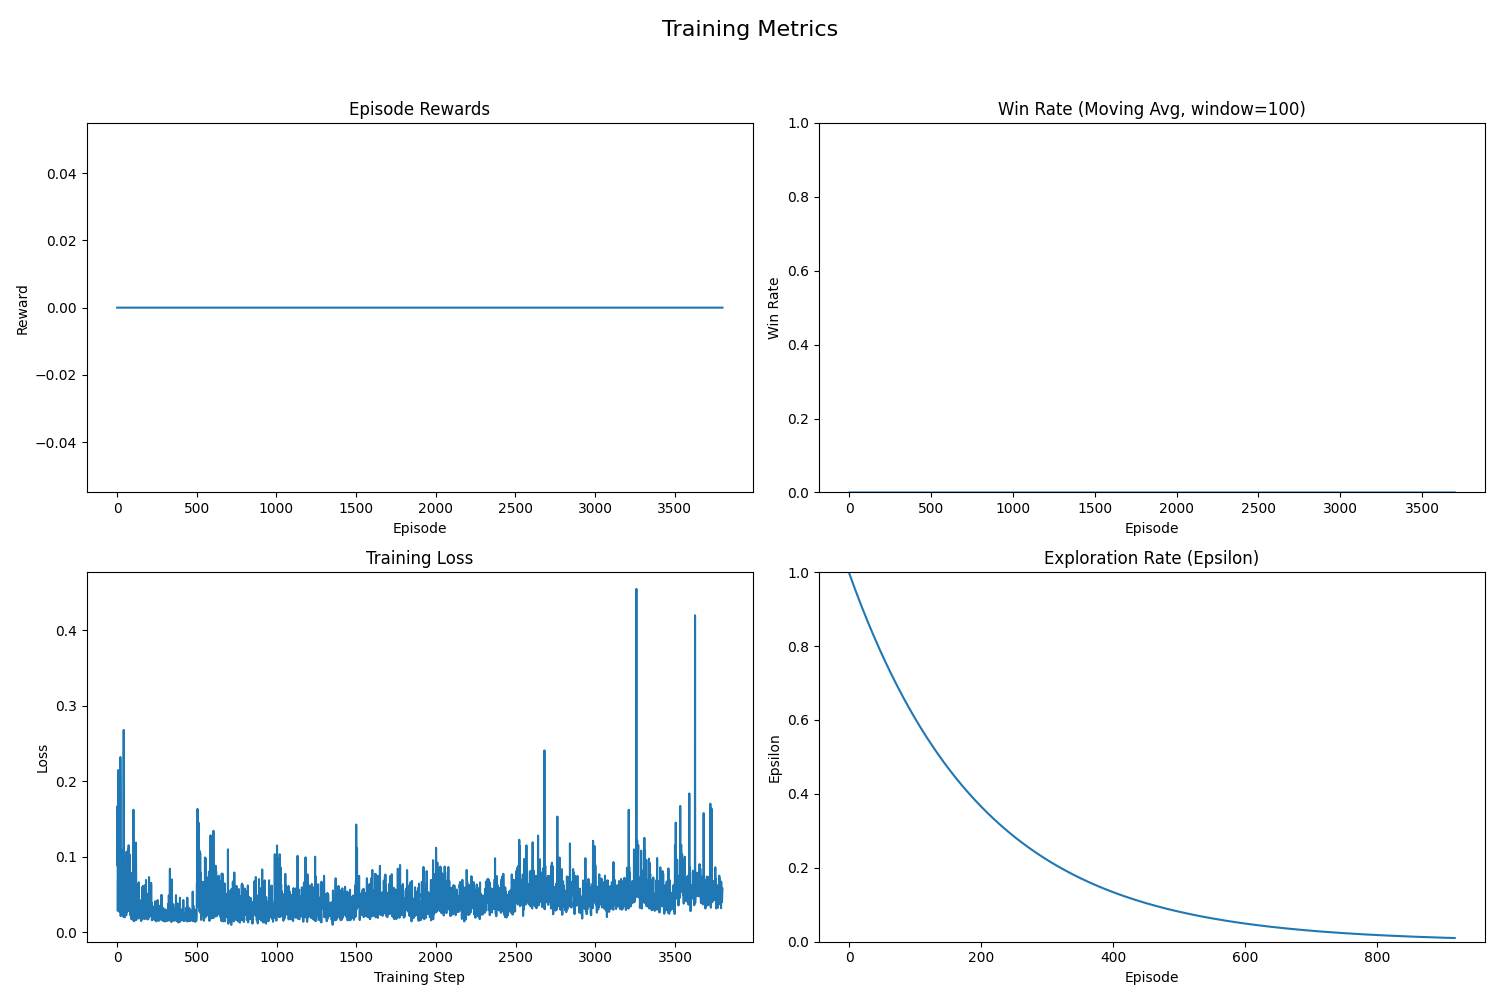 Training Metrics
Episode Rewards
0.04
0.02
0.00
−0.02
−0.04
Reward
0 500 1000 1500 2000 2500 3000 3500
Episode
Win Rate (Moving Avg, window=100)
1.0
0.8
0.6
0.4
0.2
0.0
Win Rate
0 500 1000 1500 2000 2500 3000 3500
Episode
Training Loss
0.4
0.3
0.2
0.1
0.0
Loss
0 500 1000 1500 2000 2500 3000 3500
Training Step
Exploration Rate (Epsilon)
1.0
0.8
0.6
0.4
0.2
0.0
Epsilon
0 200 400 600 800
Episode